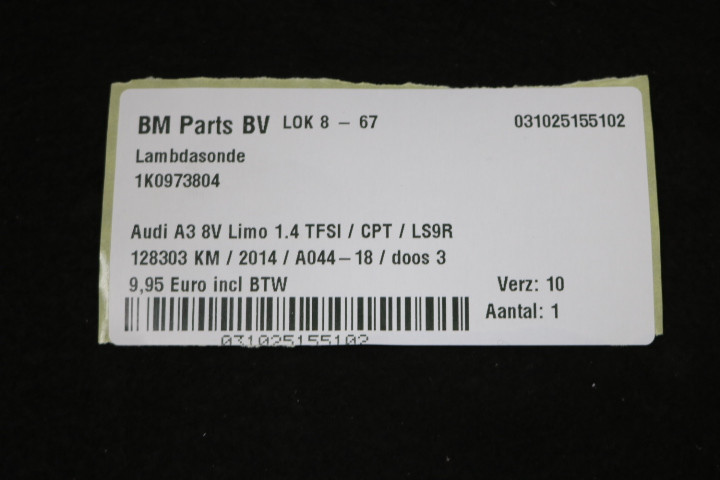 BM Parts BV LOK 8 – 67 031025155102
Lambdasonde
1K0973804
Audi A3 8V Limo 1.4 TFSI / CPT / LS9R
128303 KM / 2014 / A044–18 / doos 3
9,95 Euro incl BTW Verz: 10
Aantal: 1
031025155102